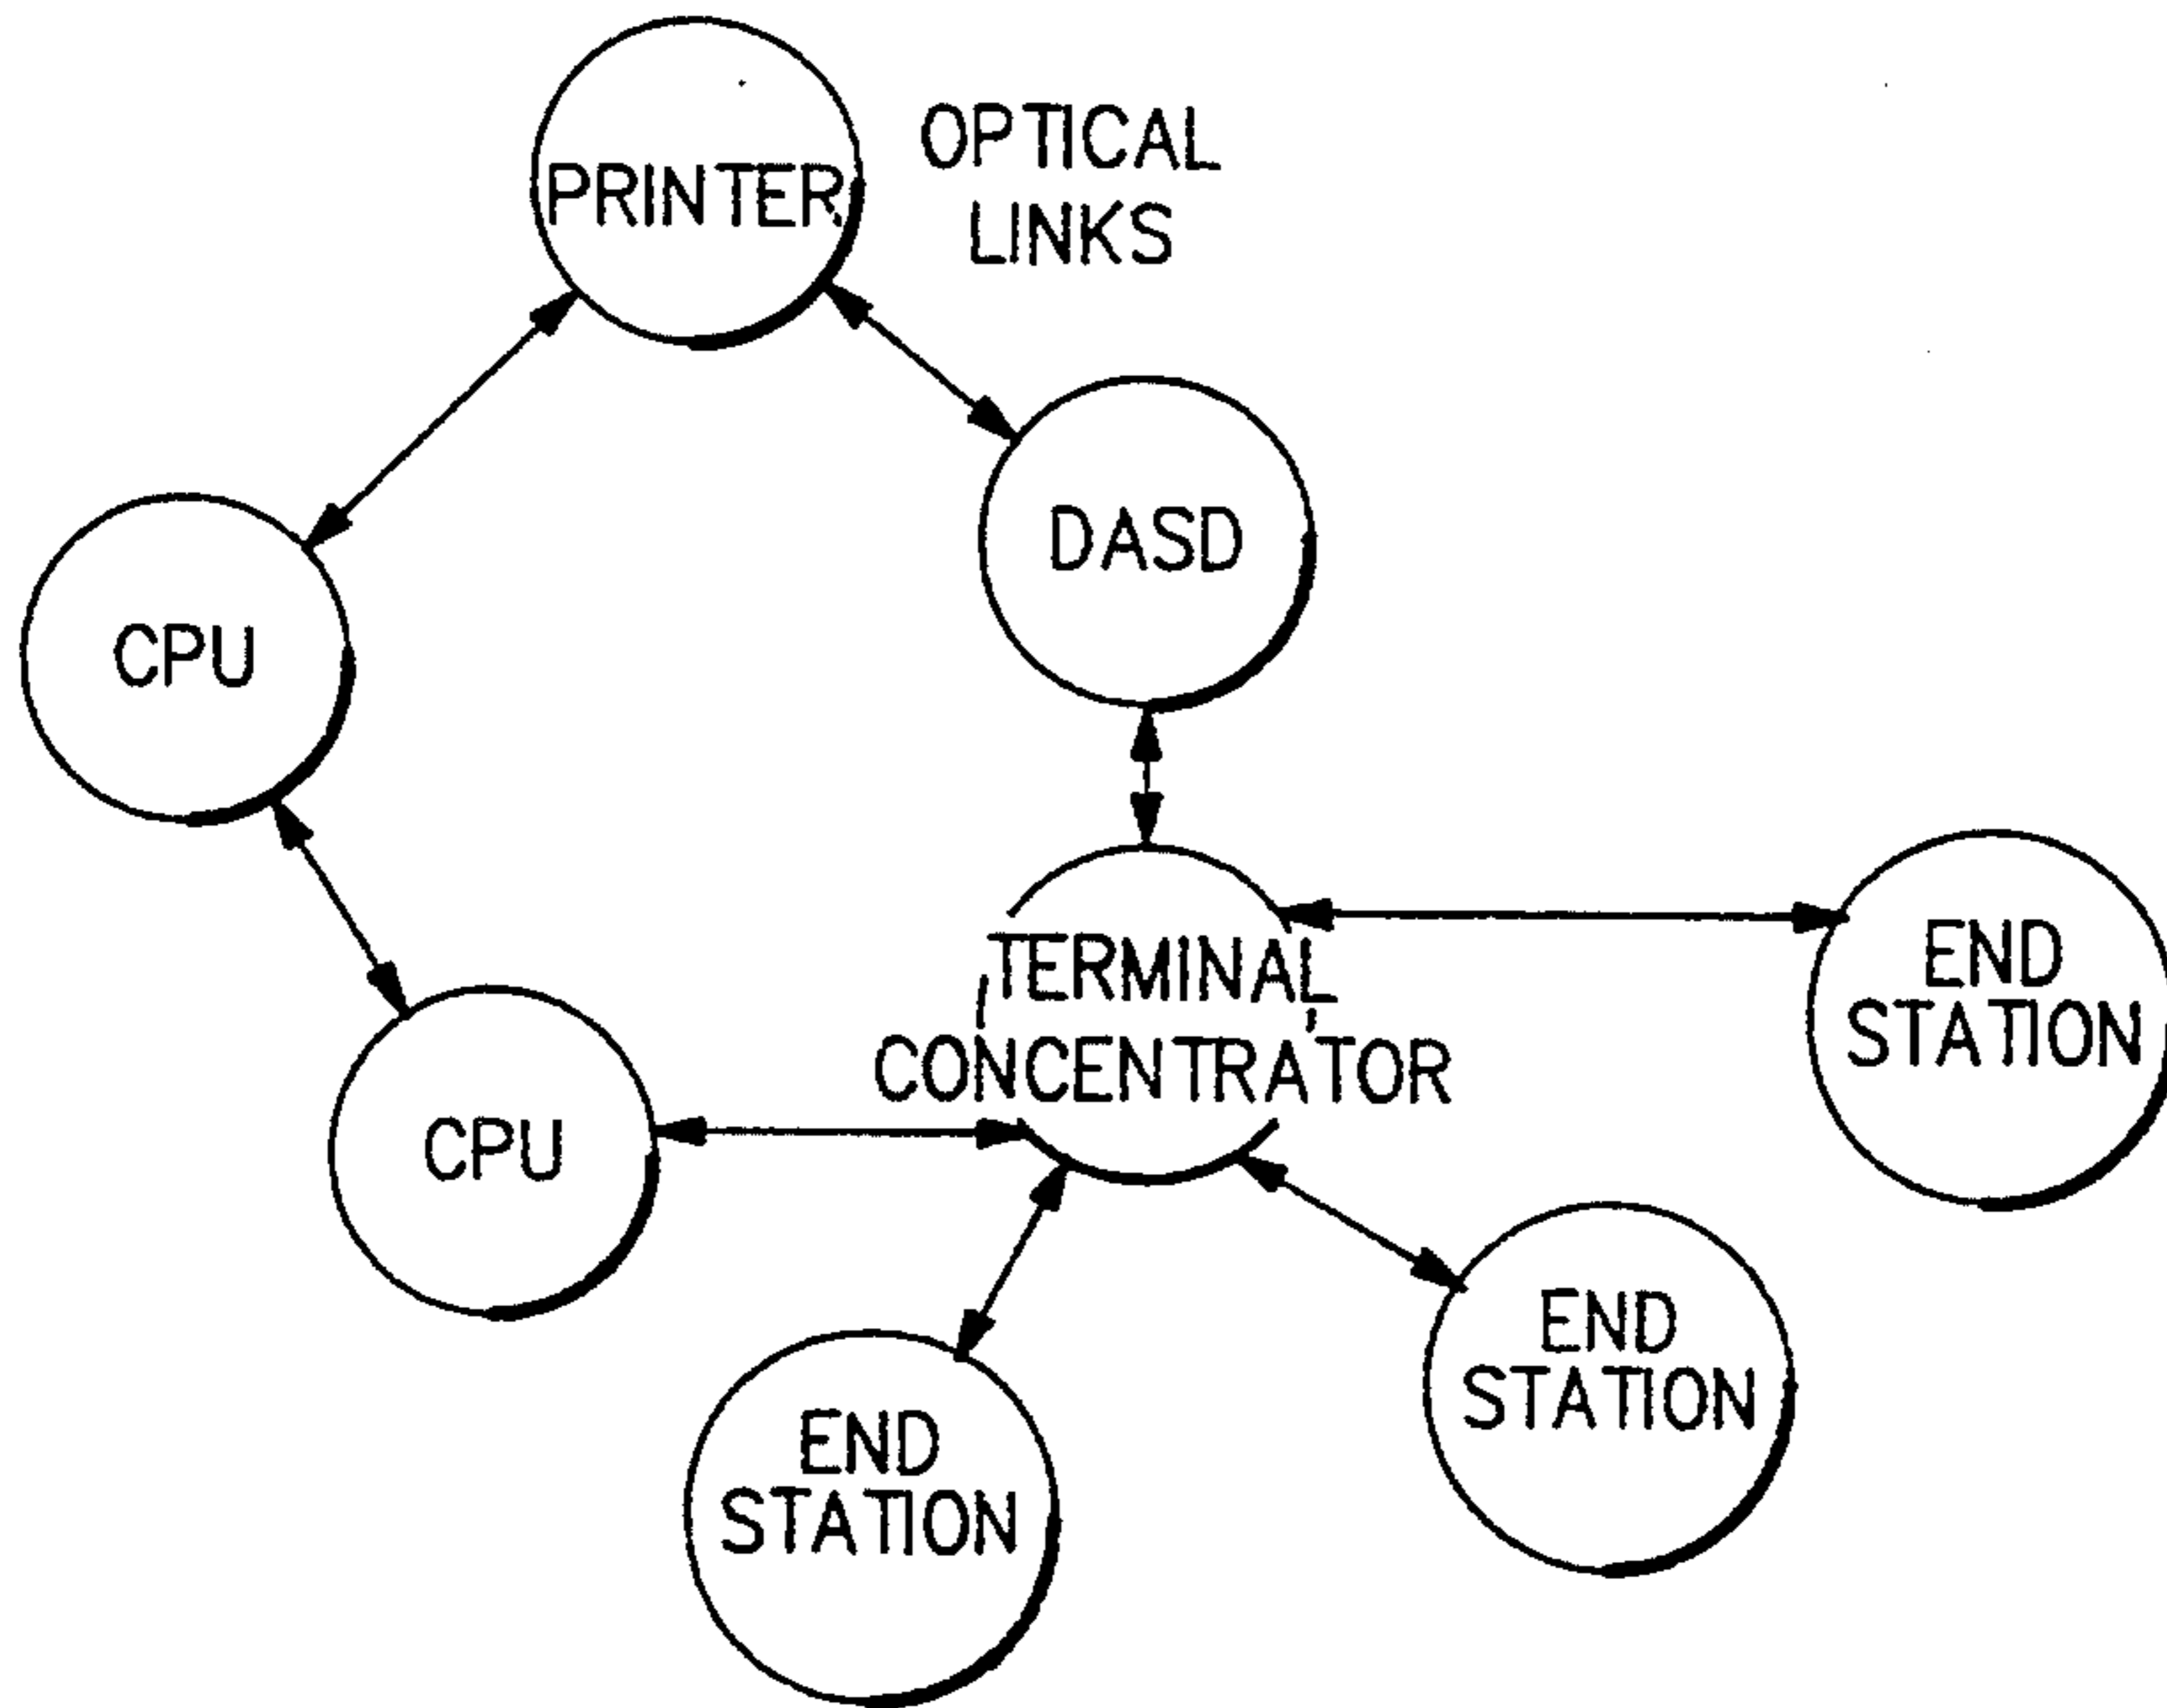 PRINTER
OPTICAL
LINKS
DASD
CPU
TERMINAL
CONCENTRATOR
CPU
END
STATION
END
STATION
END
STATION